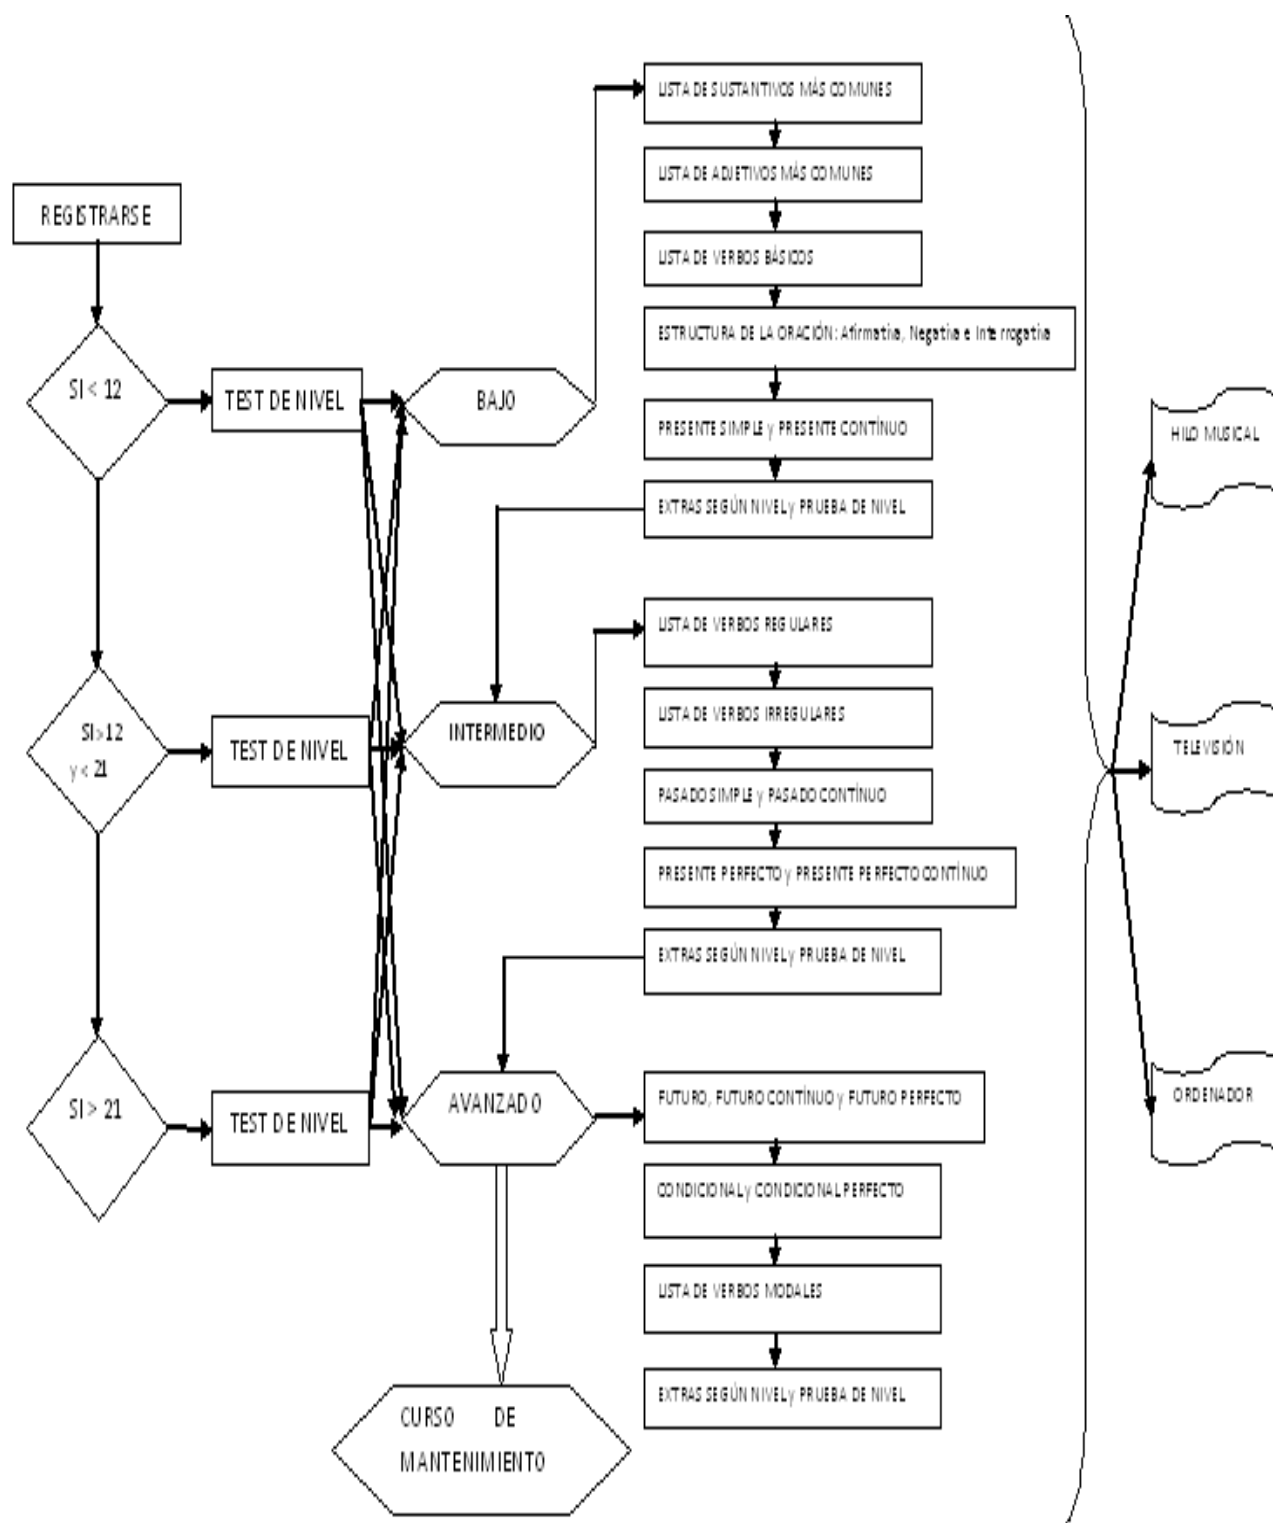 REGISTRARSE
SI < 12
TEST DE NIVEL
BAJO
LISTA DE SUSTANTIVOS MÁS COMUNES
LISTA DE ADJETIVOS MÁS COMUNES
LISTA DE VERBOS BÁSICOS
ESTRUCTURA DE LA ORACIÓN: Afirmativa, Negativa e Interrogativa
PRESENTE SIMPLE y PRESENTE CONTÍNUO
EXTRAS SEGÚN NIVEL y PRUEBA DE NIVEL
SI>12
y < 21
TEST DE NIVEL
INTERMEDIO
LISTA DE VERBOS REGULARES
LISTA DE VERBOS IRREGULARES
PASADO SIMPLE y PASADO CONTÍNUO
PRESENTE PERFECTO y PRESENTE PERFECTO CONTÍNUO
EXTRAS SEGÚN NIVEL y PRUEBA DE NIVEL
SI > 21
TEST DE NIVEL
AVANZADO
FUTURO, FUTURO CONTÍNUO y FUTURO PERFECTO
CONDICIONAL y CONDICIONAL PERFECTO
LISTA DE VERBOS MODALES
EXTRAS SEGÚN NIVEL y PRUEBA DE NIVEL
CURSO DE
MANTENIMIENTO
HILO MUSICAL
TELEVISIÓN
ORDENADOR